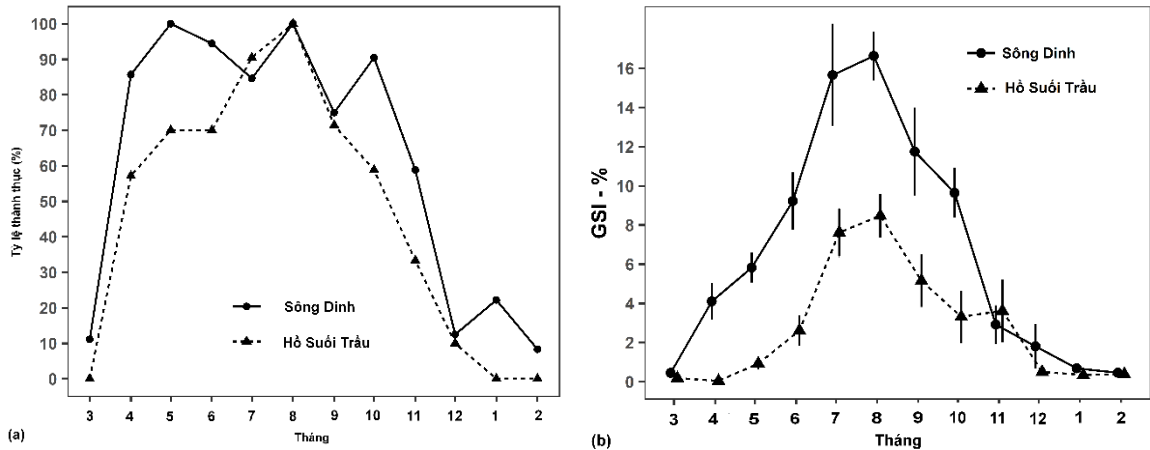 100
90
80
70
60
50
40
30
20
10
0
Tỷ lệ thành thực (%)
Sông Dinh
Hồ Suối Trầu
3 4 5 6 7 8 9 10 11 12 1 2
Tháng
(a)
16
14
12
10
8
6
4
2
0
GSI - %
Sông Dinh
Hồ Suối Trầu
3 4 5 6 7 8 9 10 11 12 1 2
Tháng
(b)